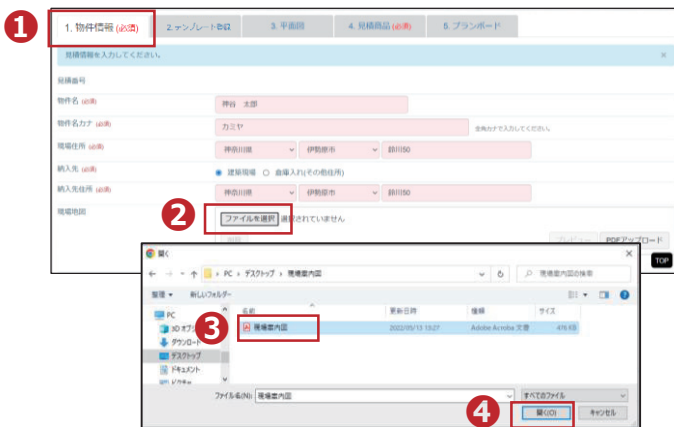 1
1. 物件情報 (必須) 2.テンプレート登録 3. 平面図 4. 見積商品 (必須) 5. プランボード
見積情報を入力してください。 ×
見積番号
物件名 (必須) 神谷 太郎
物件名カナ (必須) カミヤ 全角カナで入力してください。
現場住所 (必須) 神奈川県 伊勢原市 鈴川50
納入先 (必須) 建築現場 倉庫入れ(その他住所)
納入先住所 (必須) 神奈川県 伊勢原市 鈴川50
現場地図 2 ファイルを選択 選択されていません
削除 プレビュー PDFアップロード
TOP
開く ×
PC › デスクトップ › 現場案内図 現場案内図の検索
整理 新しいフォルダー
PC 名前 更新日時 種類 サイズ
3D オブジ 3 現場案内図 2022/05/13 13:27 Adobe Acroba 文書 476 KB
ダウンロード
デスクトップ
ドキュメント
ピクチャ
ファイル名(N): 現場案内図 すべてのファイル
4 開く(O) キャンセル